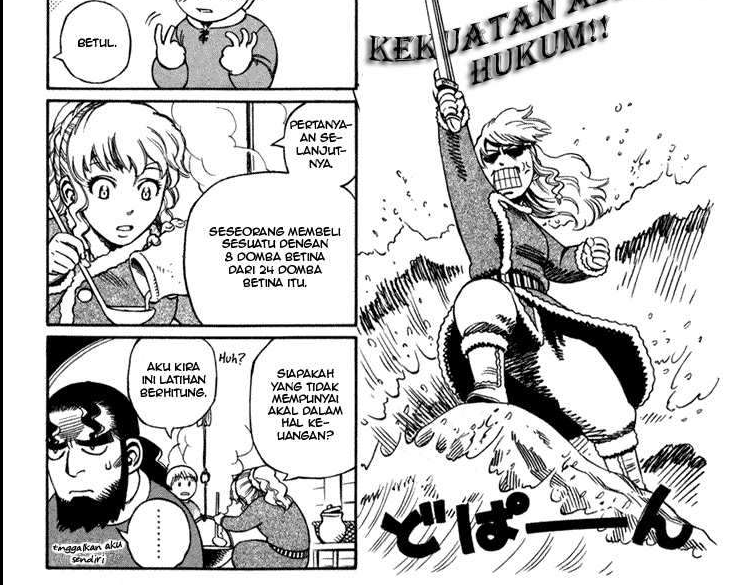 BETUL.
PERTANYA-
AN SE-
LANJUT-
NYA.
SESEORANG MEMBELI
SESUATU DENGAN
8 DOMBA BETINA
DARI 24 DOMBA
BETINA ITU.
SIAPAKAH
YANG TIDAK
MEMPUNYAI
AKAL DALAM
HAL KE-
UANGAN?
Huh?
AKU KIRA
INI LATIHAN
BERHITUNG.
.......
tinggalkan aku
sendiri
KEKUATAN
HUKUM!!
どぱーん